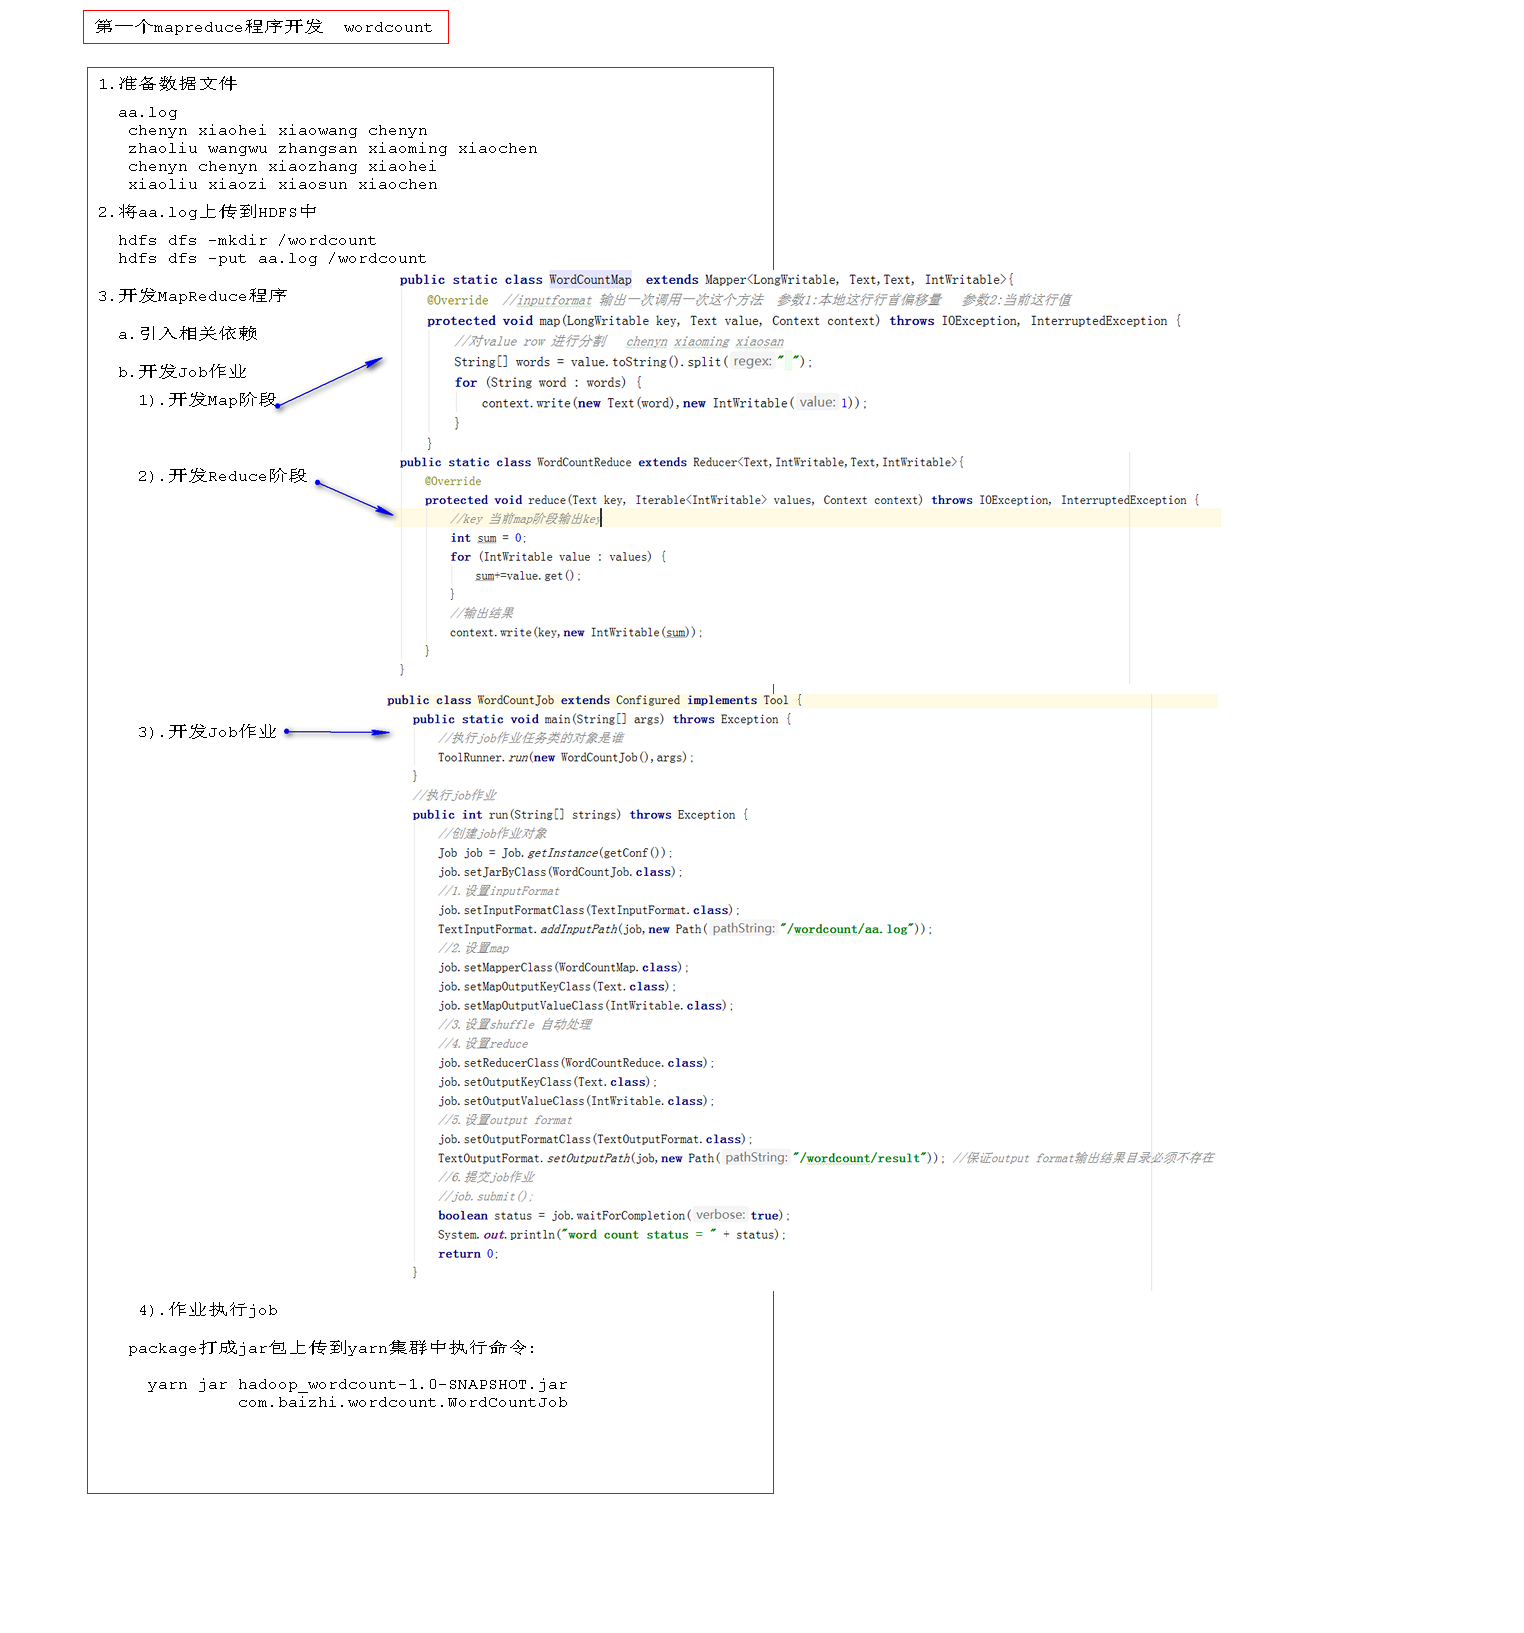 第一个mapreduce程序开发  wordcount
1.准备数据文件
aa.log
chenyn xiaohei xiaowang chenyn
zhaoliu wangwu zhangsan xiaoming xiaochen
chenyn chenyn xiaozhang xiaohei
xiaoliu xiaozi xiaosun xiaochen
2.将aa.log上传到HDFS中
hdfs dfs -mkdir /wordcount
hdfs dfs -put aa.log /wordcount
3.开发MapReduce程序
a.引入相关依赖
b.开发Job作业
1).开发Map阶段
public static class WordCountMap  extends Mapper<LongWritable, Text,Text, IntWritable>{
@Override  //inputformat 输出一次调用一次这个方法  参数1:本地这行行首偏移量   参数2:当前这行值
protected void map(LongWritable key, Text value, Context context) throws IOException, InterruptedException {
//对value row 进行分割   chenyn xiaoming xiaosan
String[] words = value.toString().split( regex: " ");
for (String word : words) {
context.write(new Text(word),new IntWritable( value: 1));
}
}
2).开发Reduce阶段
public static class WordCountReduce extends Reducer<Text,IntWritable,Text,IntWritable>{
@Override
protected void reduce(Text key, Iterable<IntWritable> values, Context context) throws IOException, InterruptedException {
//key 当前map阶段输出key
int sum = 0;
for (IntWritable value : values) {
sum+=value.get();
}
//输出结果
context.write(key,new IntWritable(sum));
}
}
3).开发Job作业
public class WordCountJob extends Configured implements Tool {
public static void main(String[] args) throws Exception {
//执行job作业任务类的对象是谁
ToolRunner.run(new WordCountJob(),args);
}
//执行job作业
public int run(String[] strings) throws Exception {
//创建job作业对象
Job job = Job.getInstance(getConf());
job.setJarByClass(WordCountJob.class);
//1.设置inputFormat
job.setInputFormatClass(TextInputFormat.class);
TextInputFormat.addInputPath(job,new Path( pathString: "/wordcount/aa.log"));
//2.设置map
job.setMapperClass(WordCountMap.class);
job.setMapOutputKeyClass(Text.class);
job.setMapOutputValueClass(IntWritable.class);
//3.设置shuffle 自动处理
//4.设置reduce
job.setReducerClass(WordCountReduce.class);
job.setOutputKeyClass(Text.class);
job.setOutputValueClass(IntWritable.class);
//5.设置output format
job.setOutputFormatClass(TextOutputFormat.class);
TextOutputFormat.setOutputPath(job,new Path( pathString: "/wordcount/result")); //保证output format输出结果目录必须不存在
//6.提交job作业
//job.submit();
boolean status = job.waitForCompletion( verbose: true);
System.out.println("word count status = " + status);
return 0;
}
4).作业执行job
package打成jar包上传到yarn集群中执行命令:
yarn jar hadoop_wordcount-1.0-SNAPSHOT.jar
com.baizhi.wordcount.WordCountJob